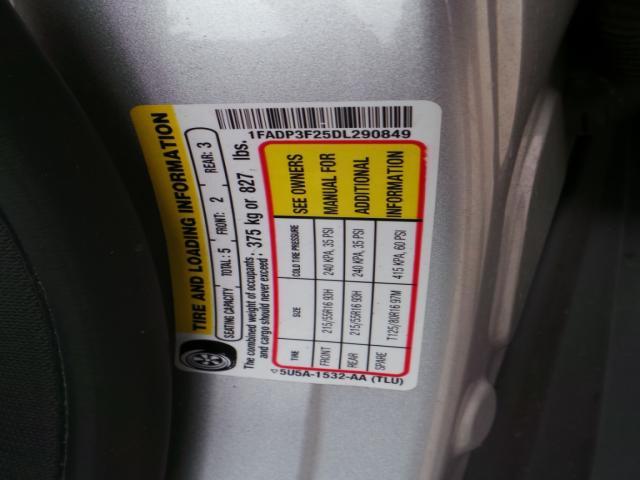 1FADP3F25DL290849
TIRE AND LOADING INFORMATION
SEATING CAPACITY TOTAL: 5 FRONT: 2 REAR: 3
The combined weight of occupants and cargo should never exceed: 375 kg or 827 lbs.
TIRE SIZE COLD TIRE PRESSURE SEE OWNERS
FRONT 215/55R16 93H 240 KPA, 35 PSI MANUAL FOR
REAR 215/55R16 93H 240 KPA, 35 PSI ADDITIONAL
SPARE T125/80R16 97M 415 KPA, 60 PSI INFORMATION
5U5A-1532-AA (TLU)